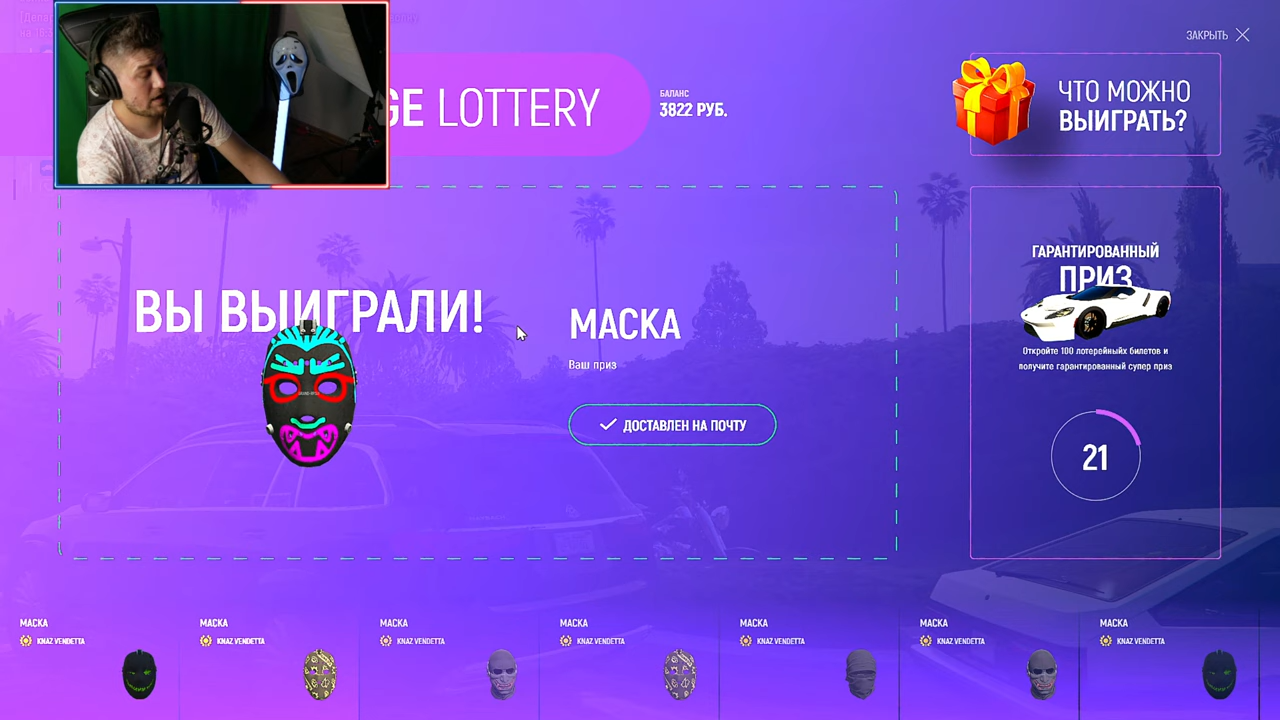 ЗАКРЫТЬ
GE LOTTERY
БАЛАНС
3822 РУБ.
ЧТО МОЖНО
ВЫИГРАТЬ?
ВЫ ВЫИГРАЛИ!
МАСКА
Ваш приз
ДОСТАВЛЕН НА ПОЧТУ
ГАРАНТИРОВАННЫЙ
ПРИЗ
Откройте 100 лотерейныйх билетов и
получите гарантированный супер приз
21
МАСКА
KNAZ VENDETTA
МАСКА
KNAZ VENDETTA
МАСКА
KNAZ VENDETTA
МАСКА
KNAZ VENDETTA
МАСКА
KNAZ VENDETTA
МАСКА
KNAZ VENDETTA
МАСКА
KNAZ VENDETTA